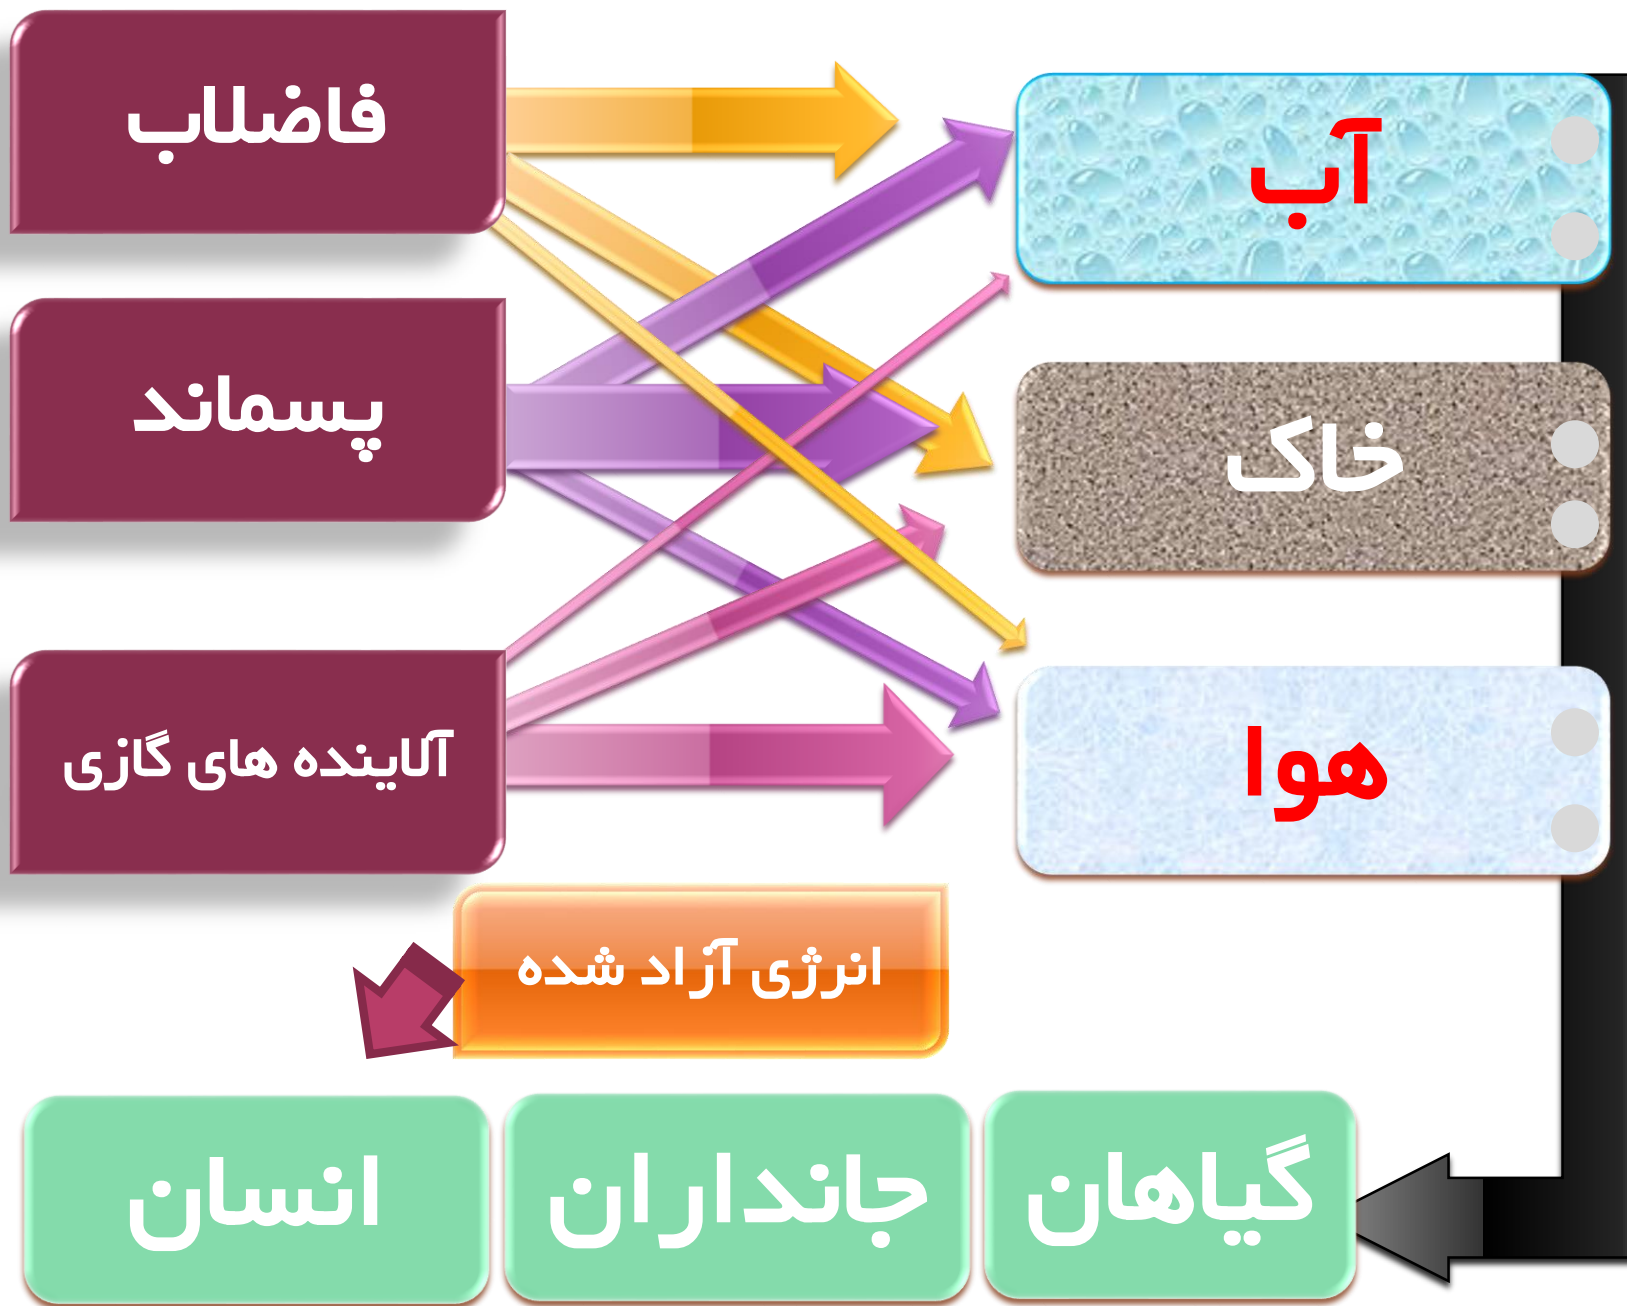 فاضلاب
آب
پسماند
خاک
آلاینده های گازی
هوا
انرژی آزاد شده
گیاهان
جانداران
انسان